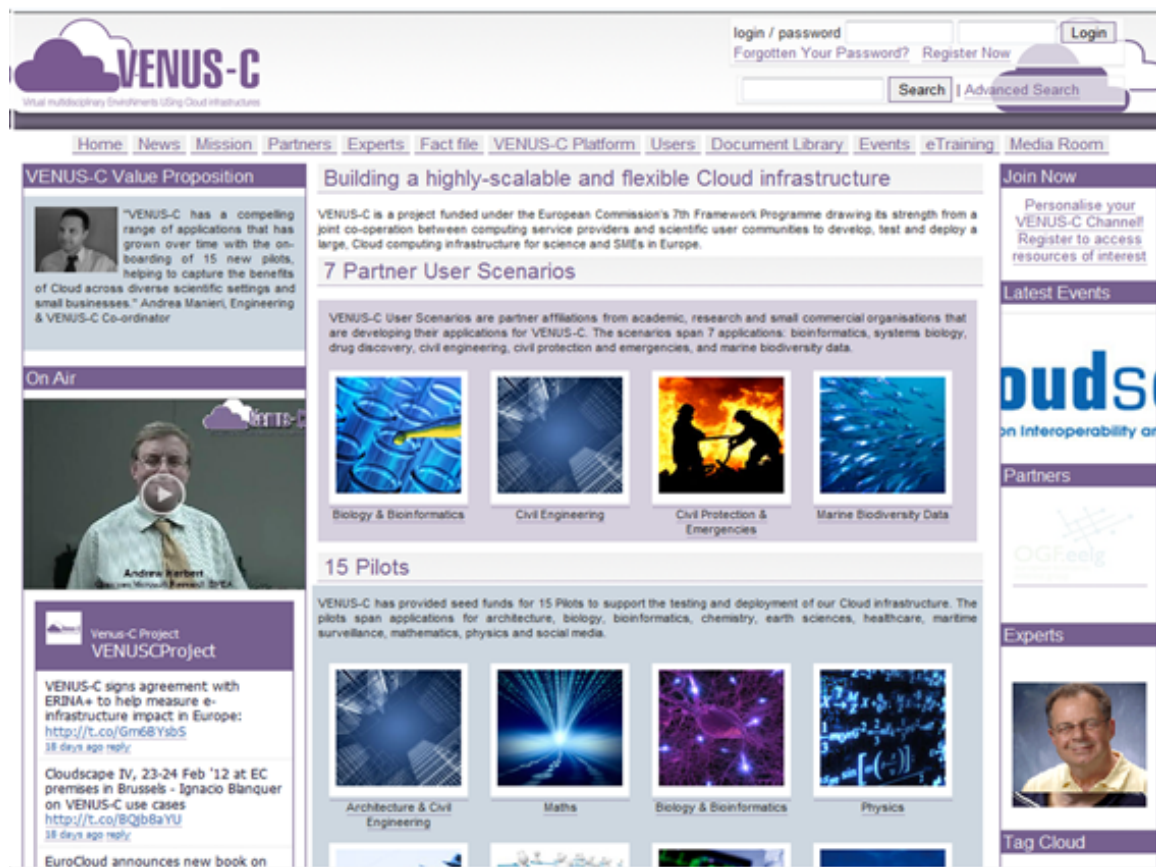 login / password
Login
Forgotten Your Password? Register Now
VENUS-C
Virtual multidisciplinary EnviroNments USing Cloud infrastructures
Search | Advanced Search
Home News Mission Partners Experts Fact file VENUS-C Platform Users Document Library Events eTraining Media Room
VENUS-C Value Proposition
"VENUS-C has a compelling
range of applications that has
grown over time with the on-
boarding of 15 new pilots,
helping to capture the benefits
of Cloud across diverse scientific settings and
small businesses." Andrea Manieri, Engineering
& VENUS-C Co-ordinator
On Air
Venus-C
Andrew Herbert
Venus-C Project
VENUSCProject
VENUS-C signs agreement with
ERINA+ to help measure e-
infrastructure impact in Europe:
http://t.co/Gm6BYsbS
18 days ago reply
Cloudscape IV, 23-24 Feb '12 at EC
premises in Brussels - Ignacio Blanquer
on VENUS-C use cases
http://t.co/BQJbBaYU
18 days ago reply
EuroCloud announces new book on
Building a highly-scalable and flexible Cloud infrastructure
VENUS-C is a project funded under the European Commission's 7th Framework Programme drawing its strength from a
joint co-operation between computing service providers and scientific user communities to develop, test and deploy a
large, Cloud computing infrastructure for science and SMEs in Europe.
7 Partner User Scenarios
VENUS-C User Scenarios are partner affiliations from academic, research and small commercial organisations that
are developing their applications for VENUS-C. The scenarios span 7 applications: bioinformatics, systems biology,
drug discovery, civil engineering, civil protection and emergencies, and marine biodiversity data.
Biology & Bioinformatics
Civil Engineering
Civil Protection &
Emergencies
Marine Biodiversity Data
15 Pilots
VENUS-C has provided seed funds for 15 Pilots to support the testing and deployment of our Cloud infrastructure. The
pilots span applications for architecture, biology, bioinformatics, chemistry, earth sciences, healthcare, maritime
surveillance, mathematics, physics and social media.
Architecture & Civil
Engineering
Maths
Biology & Bioinformatics
Physics
Join Now
Personalise your
VENUS-C Channel!
Register to access
resources of interest
Latest Events
oudsc
on Interoperability an
Partners
OGF.eeig
Experts
Tag Cloud